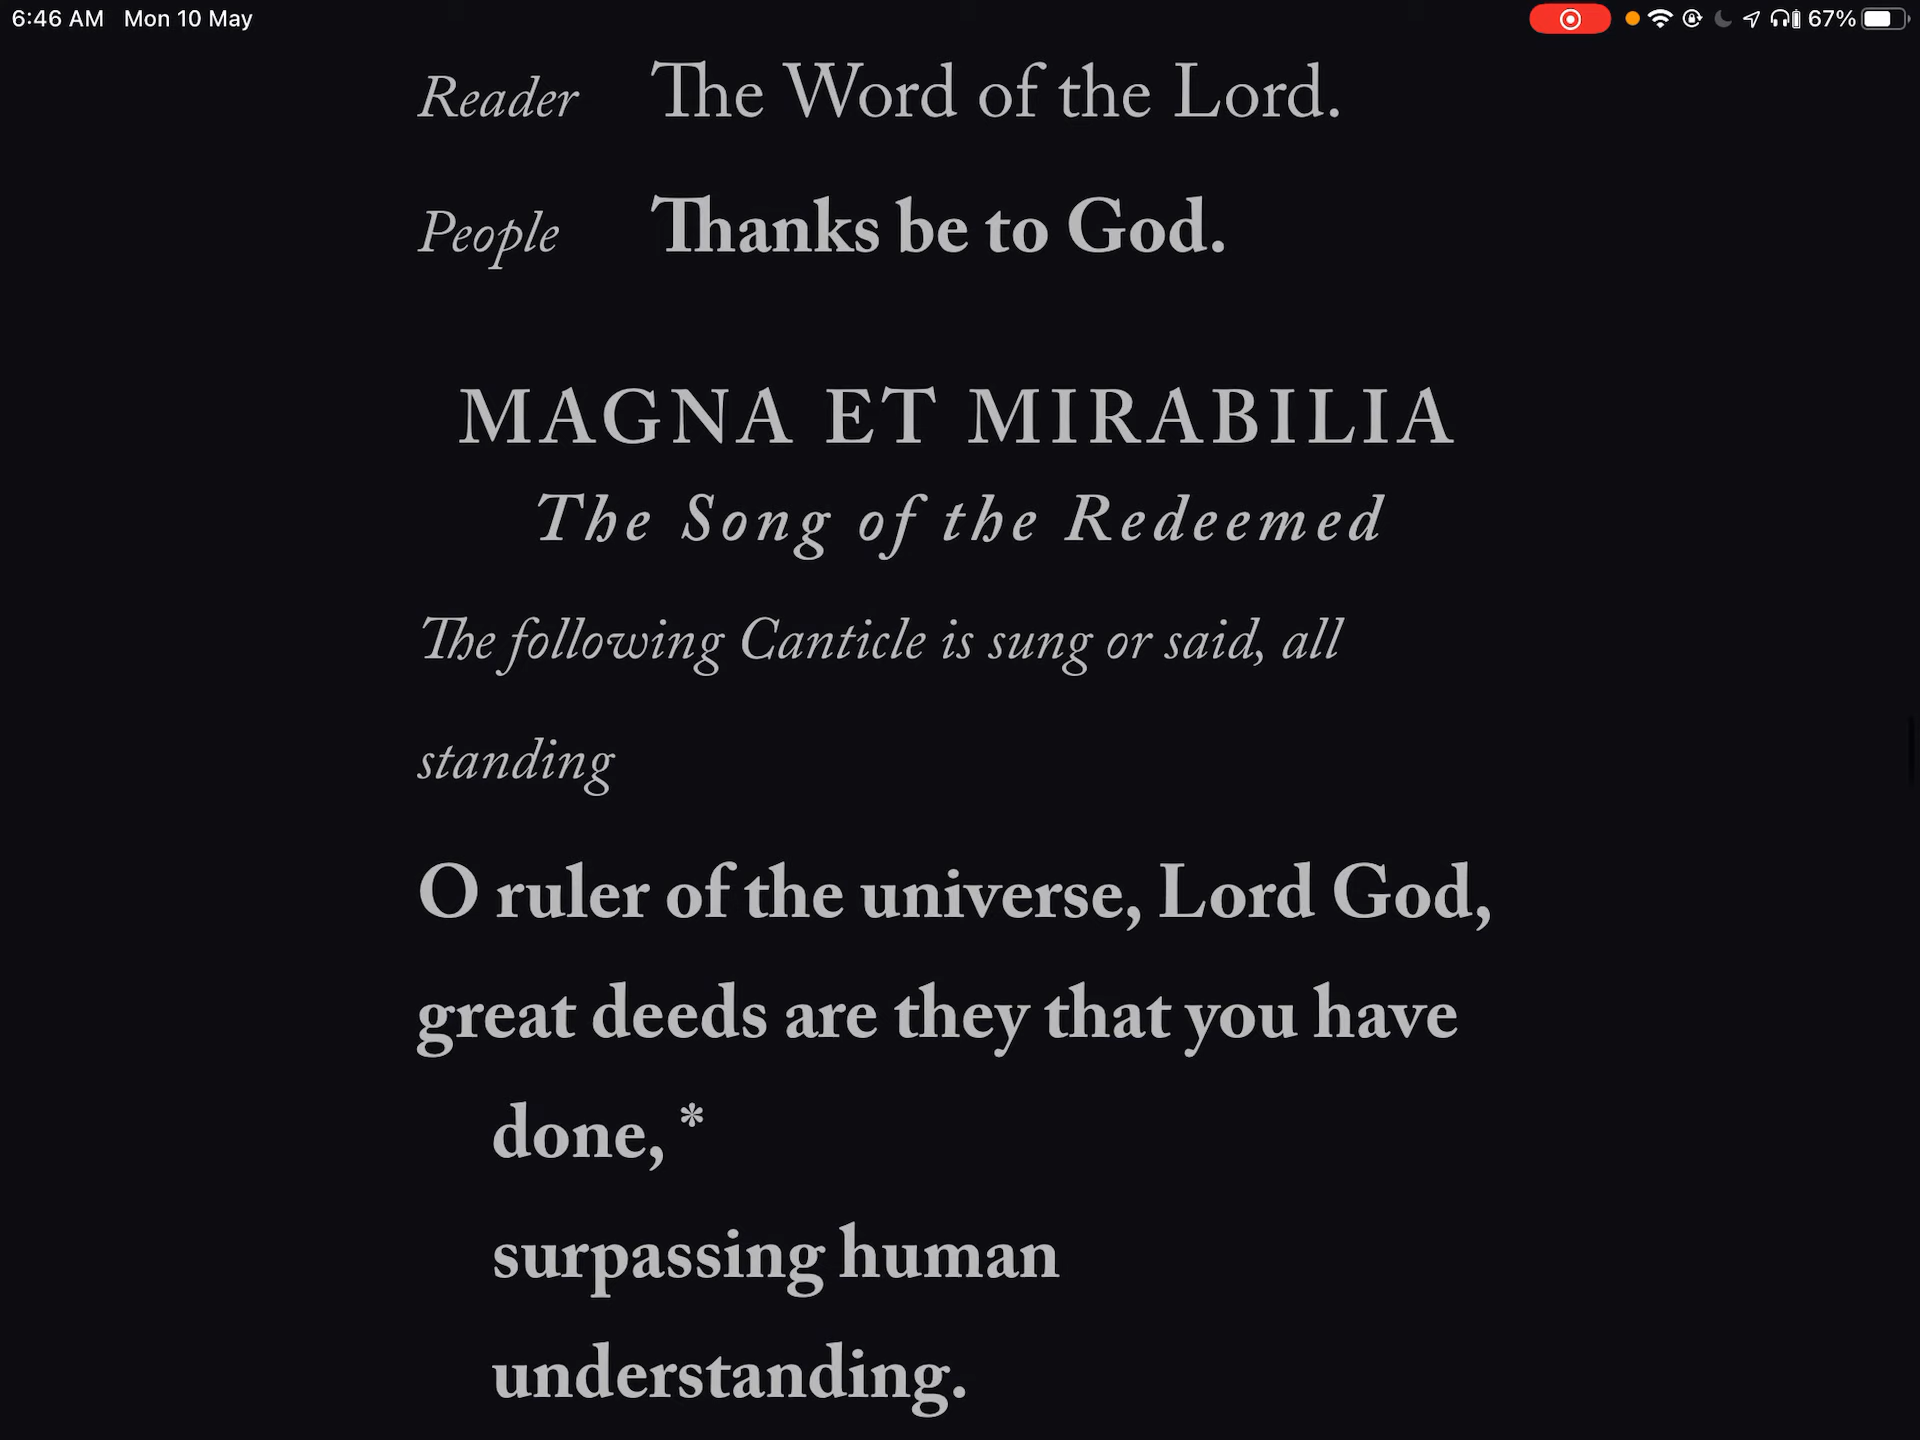 6:46 AM Mon 10 May 67%
Reader The Word of the Lord.
People Thanks be to God.
MAGNA ET MIRABILIA
The Song of the Redeemed
The following Canticle is sung or said, all
standing
O ruler of the universe, Lord God,
great deeds are they that you have
done, *
surpassing human
understanding.